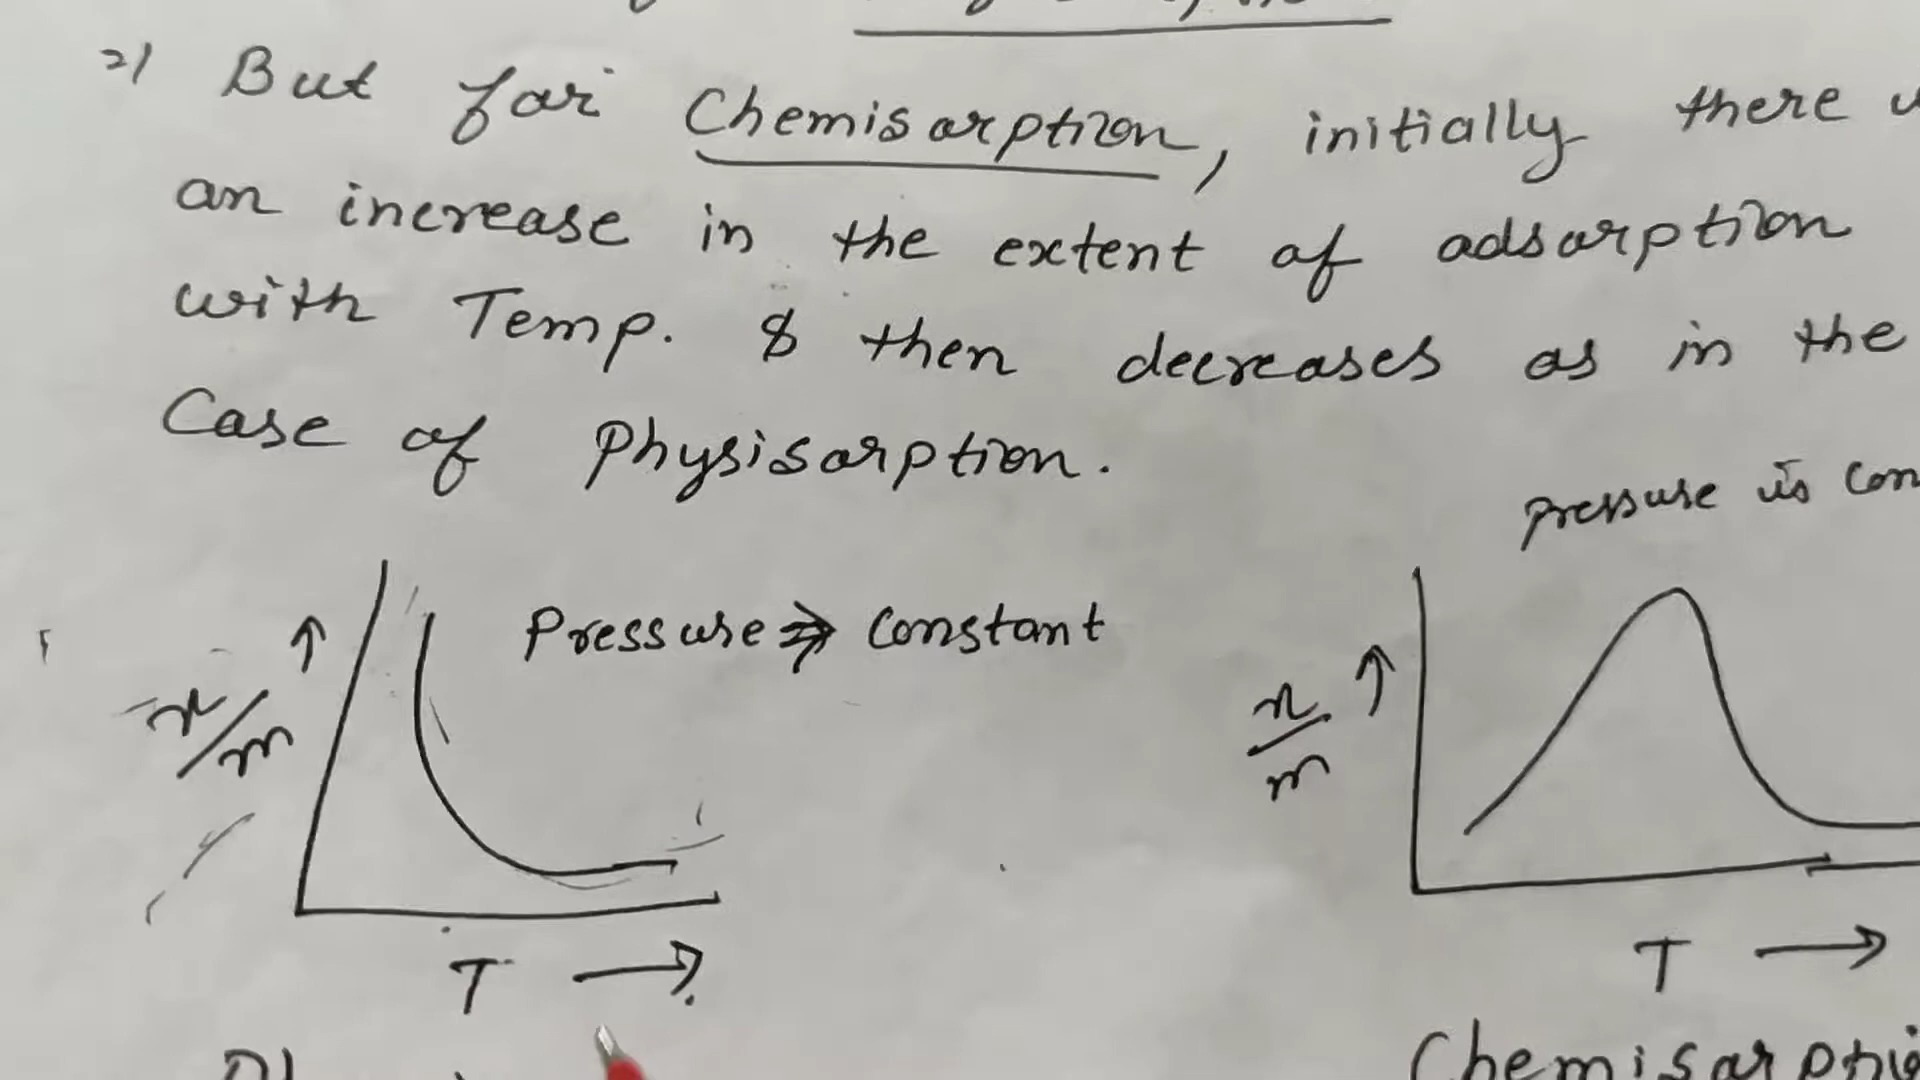 2) But for Chemisorption, initially there
an increase in the extent of adsorption
with Temp. & then decreases as in the
Case of Physisorption.
pressure is con
Pressure ⇒ Constant
x/m ↑
x/m ↑
T →
T →
Chemisorptio